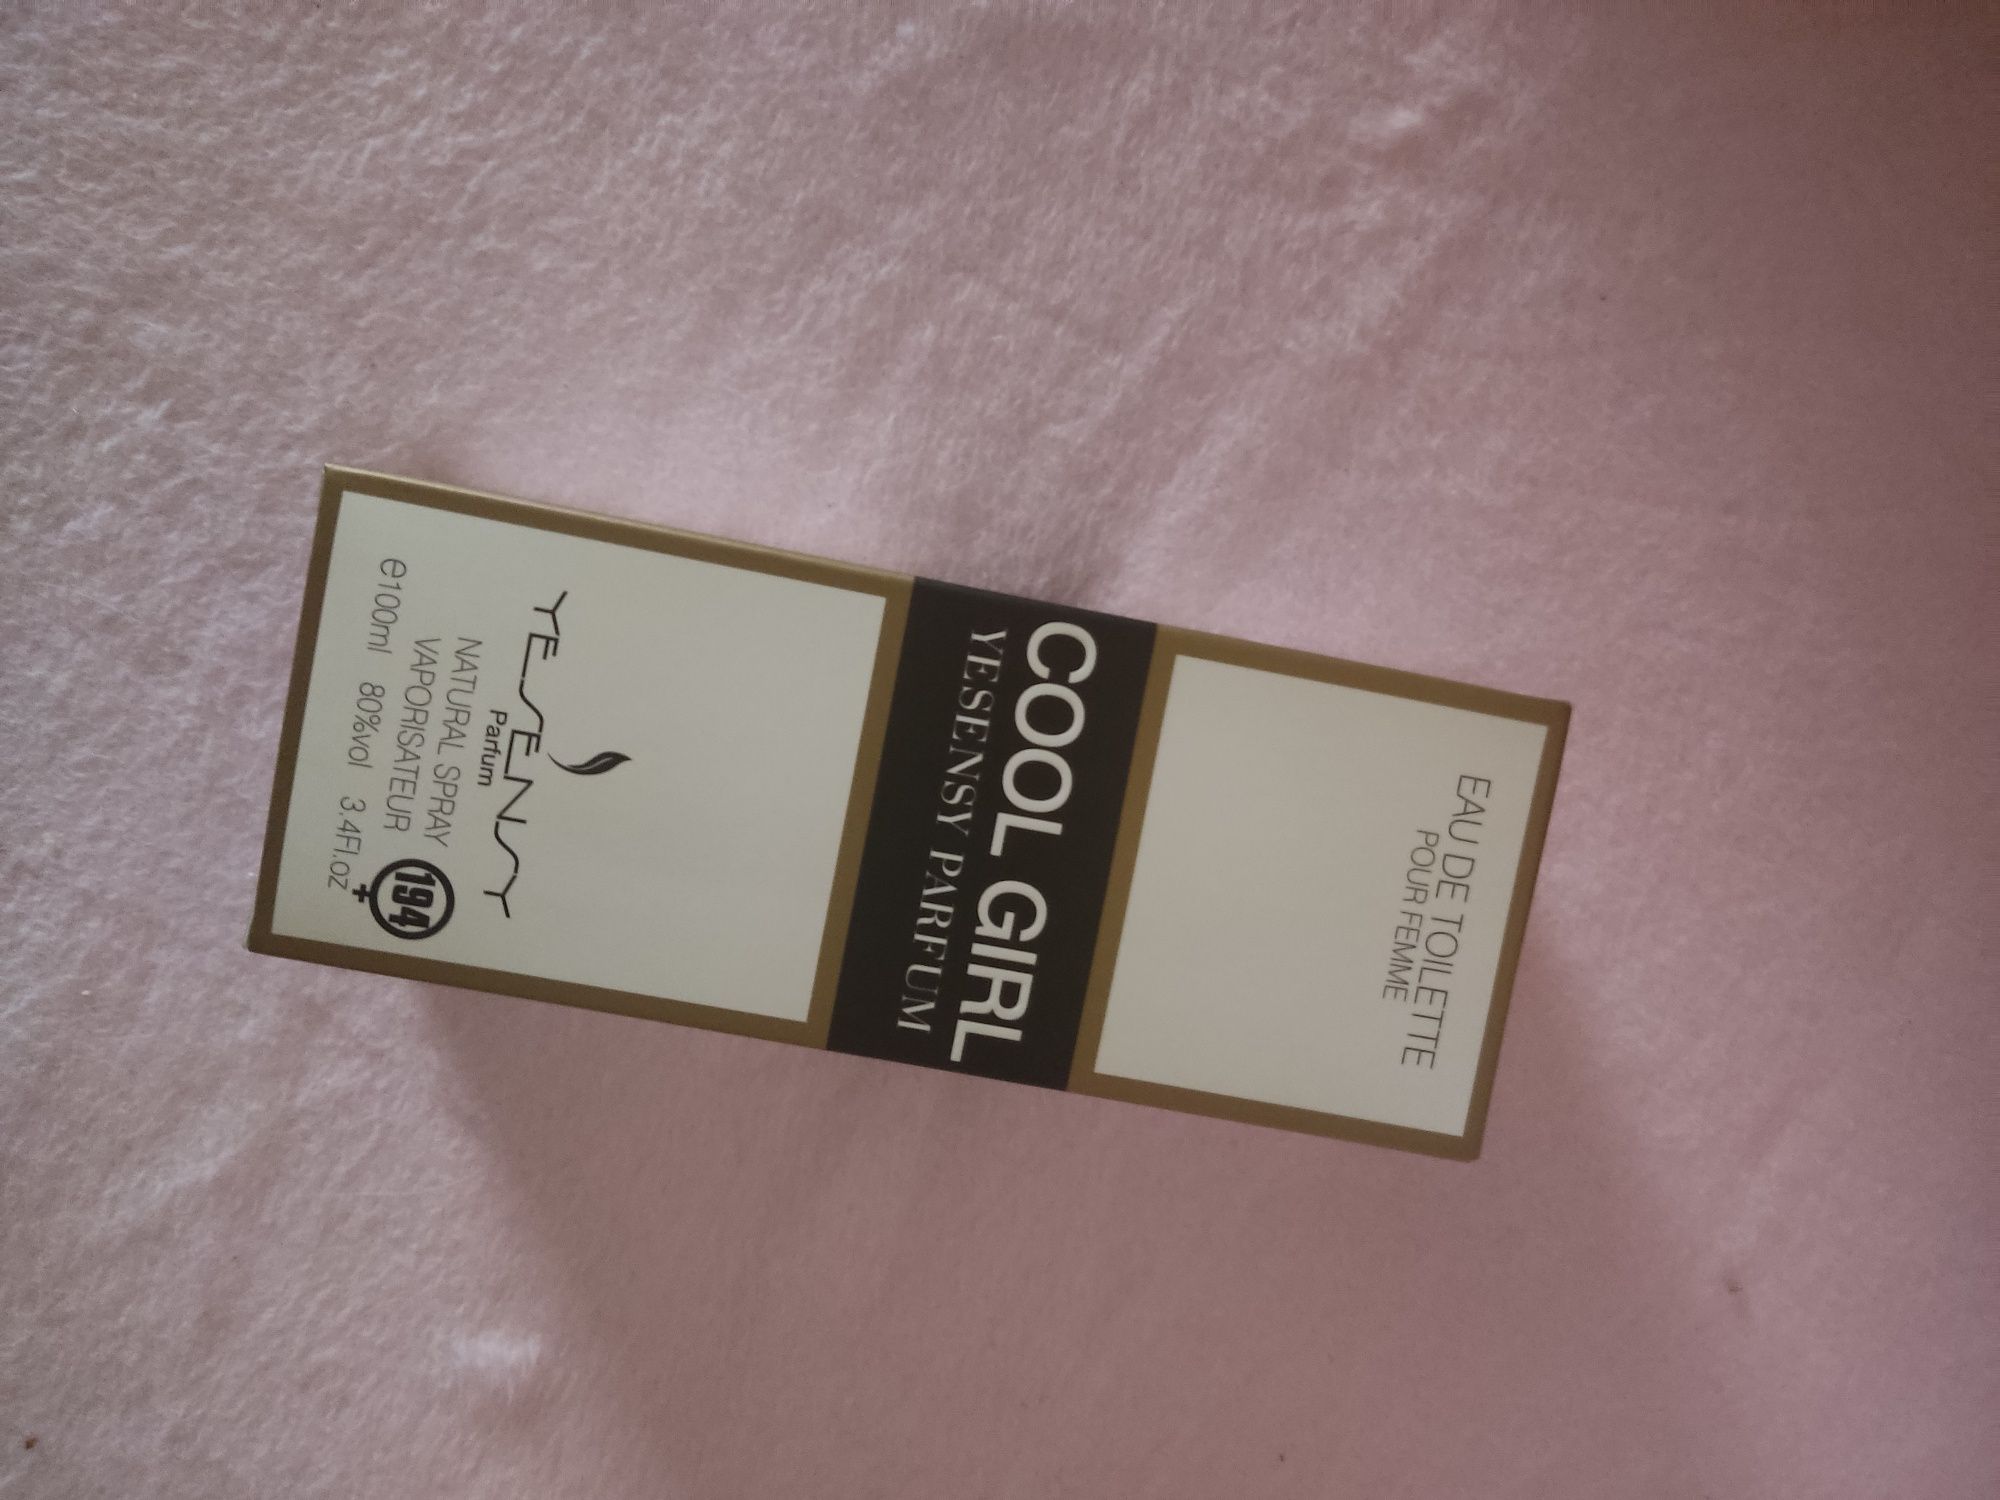 EAU DE TOILETTE
POUR FEMME
COOL GIRL
YESENSY PARFUM
YESENSY
Parfum
NATURAL SPRAY
VAPORISATEUR
194
e100ml 80%vol 3.4Fl.oz